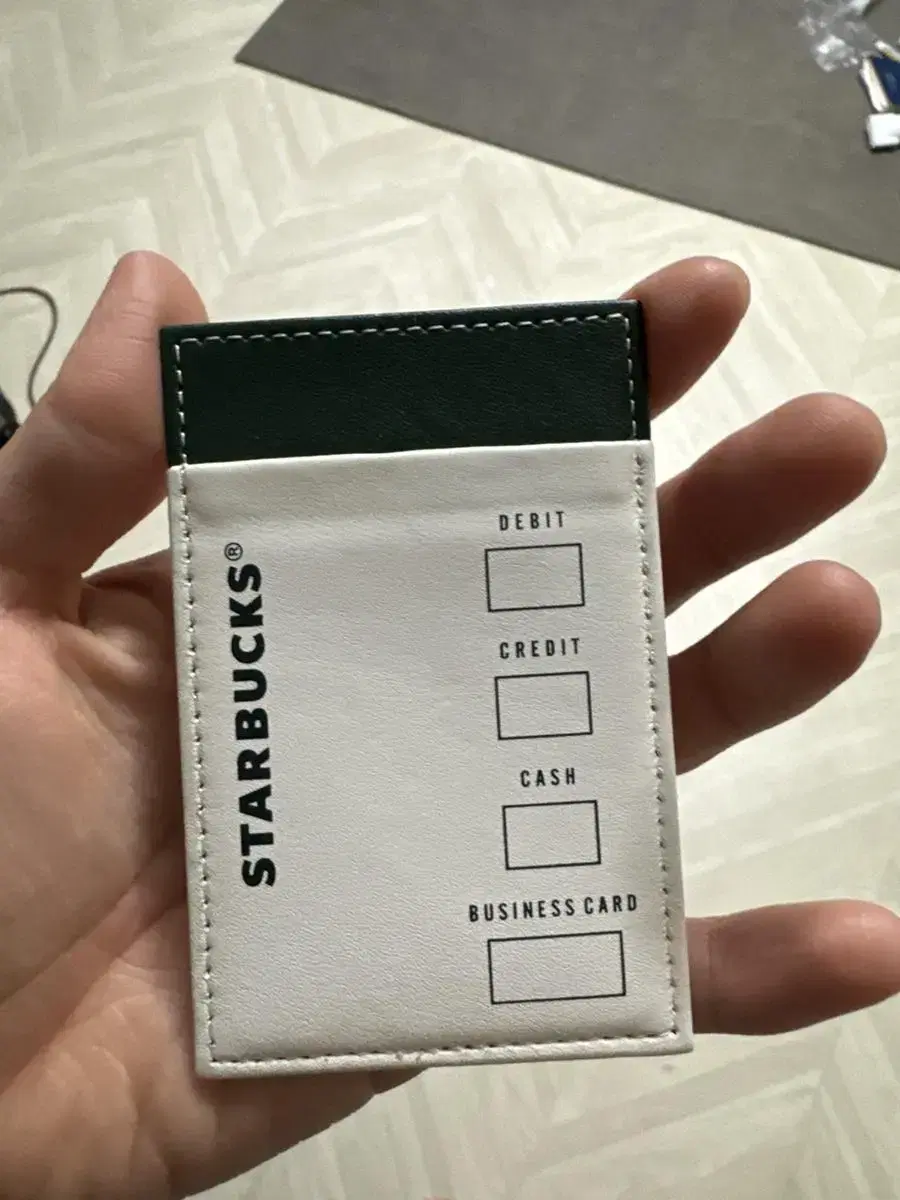 STARBUCKS®
DEBIT
CREDIT
CASH
BUSINESS CARD